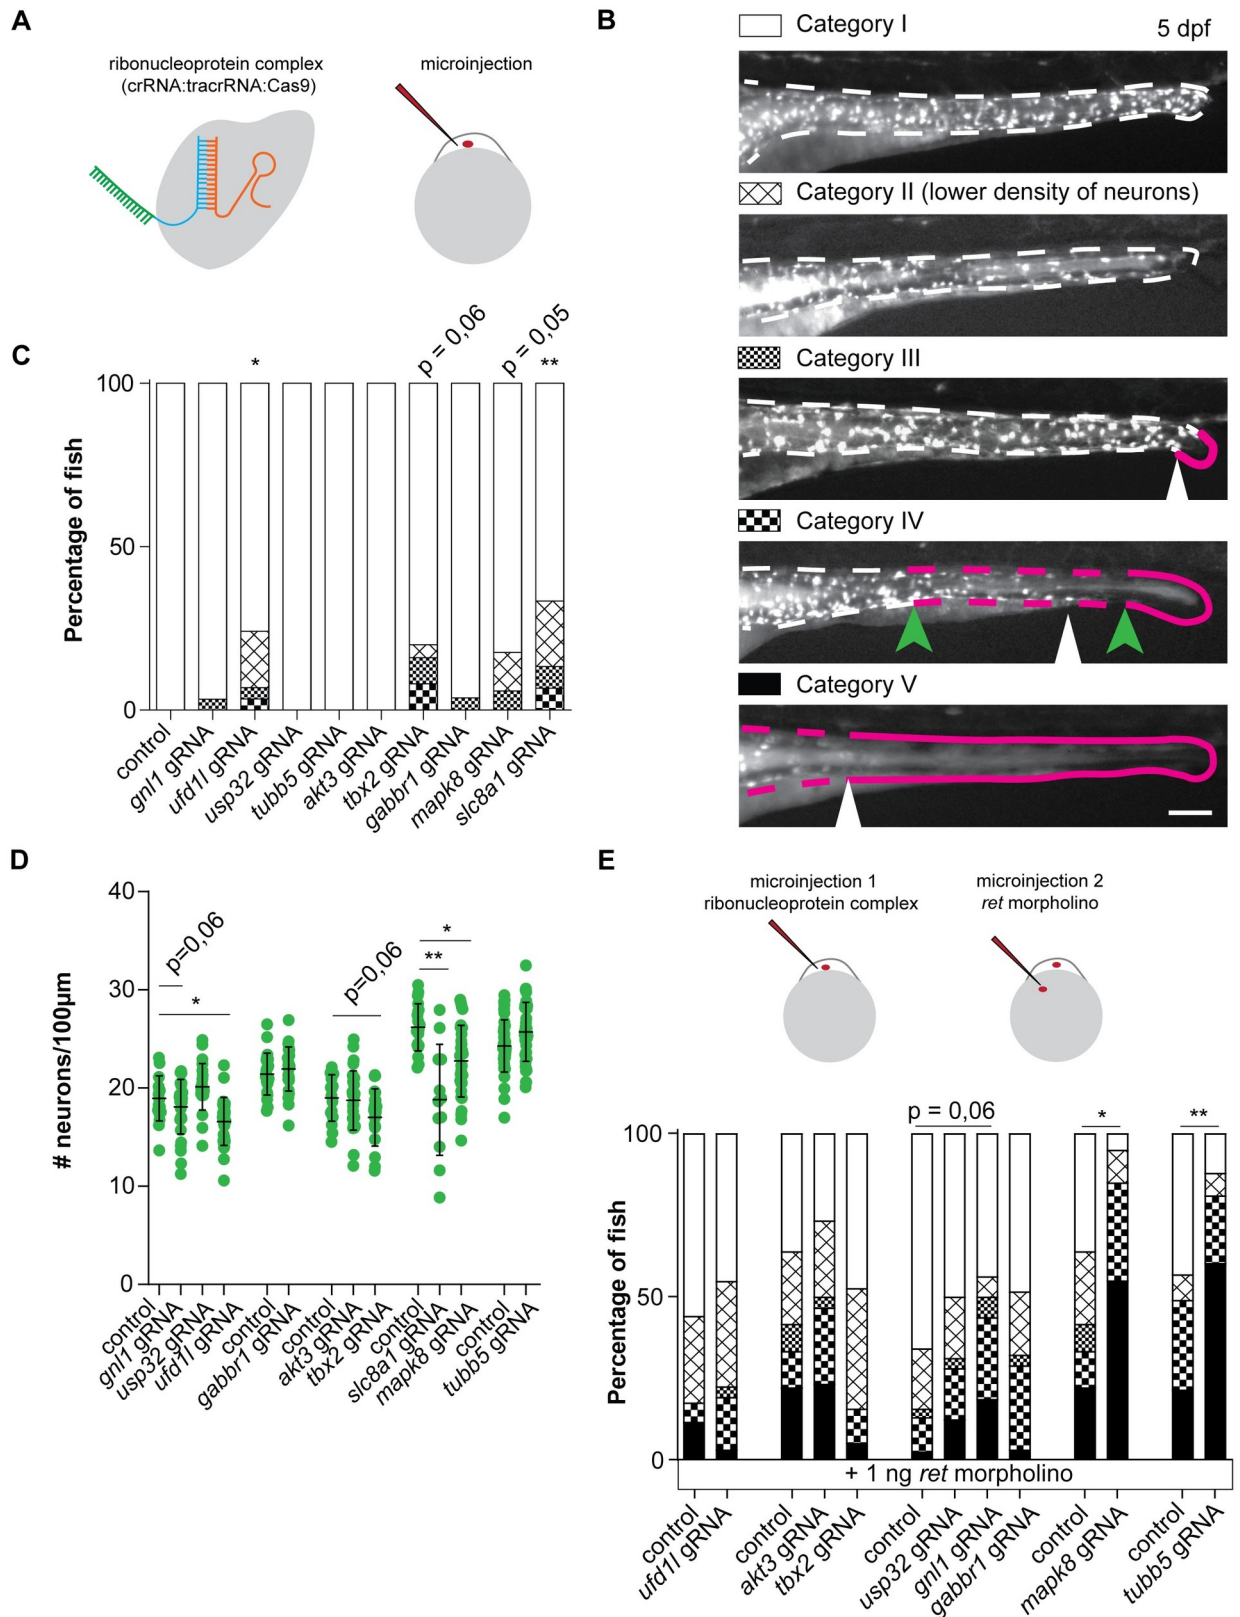 A
ribonucleoprotein complex
(crRNA:tracrRNA:Cas9)
microinjection
B
Category I
5 dpf
Category II (lower density of neurons)
Category III
Category IV
Category V
C
Percentage of fish
100
50
0
*
p = 0,06
p = 0,05
**
control
gnl1 gRNA
ufd1l gRNA
usp32 gRNA
tubb5 gRNA
akt3 gRNA
tbx2 gRNA
gabbr1 gRNA
mapk8 gRNA
slc8a1 gRNA
D
# neurons/100µm
40
30
20
10
0
p=0,06
*
p=0,06
*
**
control
gnl1 gRNA
usp32 gRNA
ufd1l gRNA
control
gabbr1 gRNA
control
akt3 gRNA
tbx2 gRNA
control
slc8a1 gRNA
mapk8 gRNA
control
tubb5 gRNA
E
microinjection 1
ribonucleoprotein complex
microinjection 2
ret morpholino
Percentage of fish
100
50
0
p = 0,06
*
**
+ 1 ng ret morpholino
control
ufd1l gRNA
control
akt3 gRNA
tbx2 gRNA
control
usp32 gRNA
gnl1 gRNA
gabbr1 gRNA
control
mapk8 gRNA
control
tubb5 gRNA